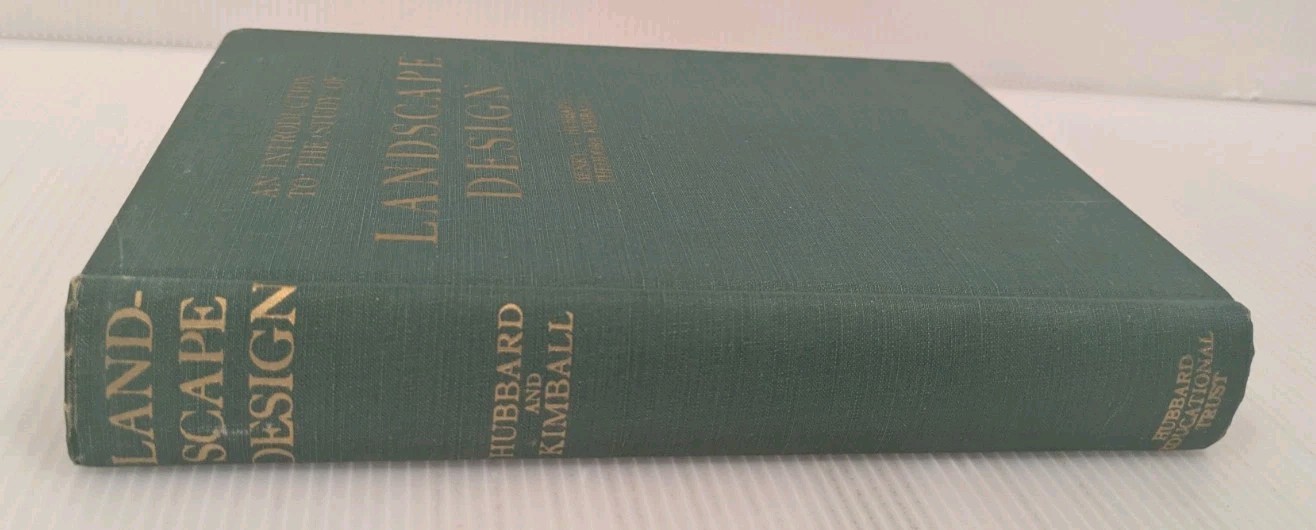 AN INTRODUCTION
TO THE STUDY OF
LANDSCAPE
DESIGN
LAND-
SCAPE
DESIGN
HUBBARD
AND
KIMBALL
HUBBARD
EDUCATIONAL
TRUST